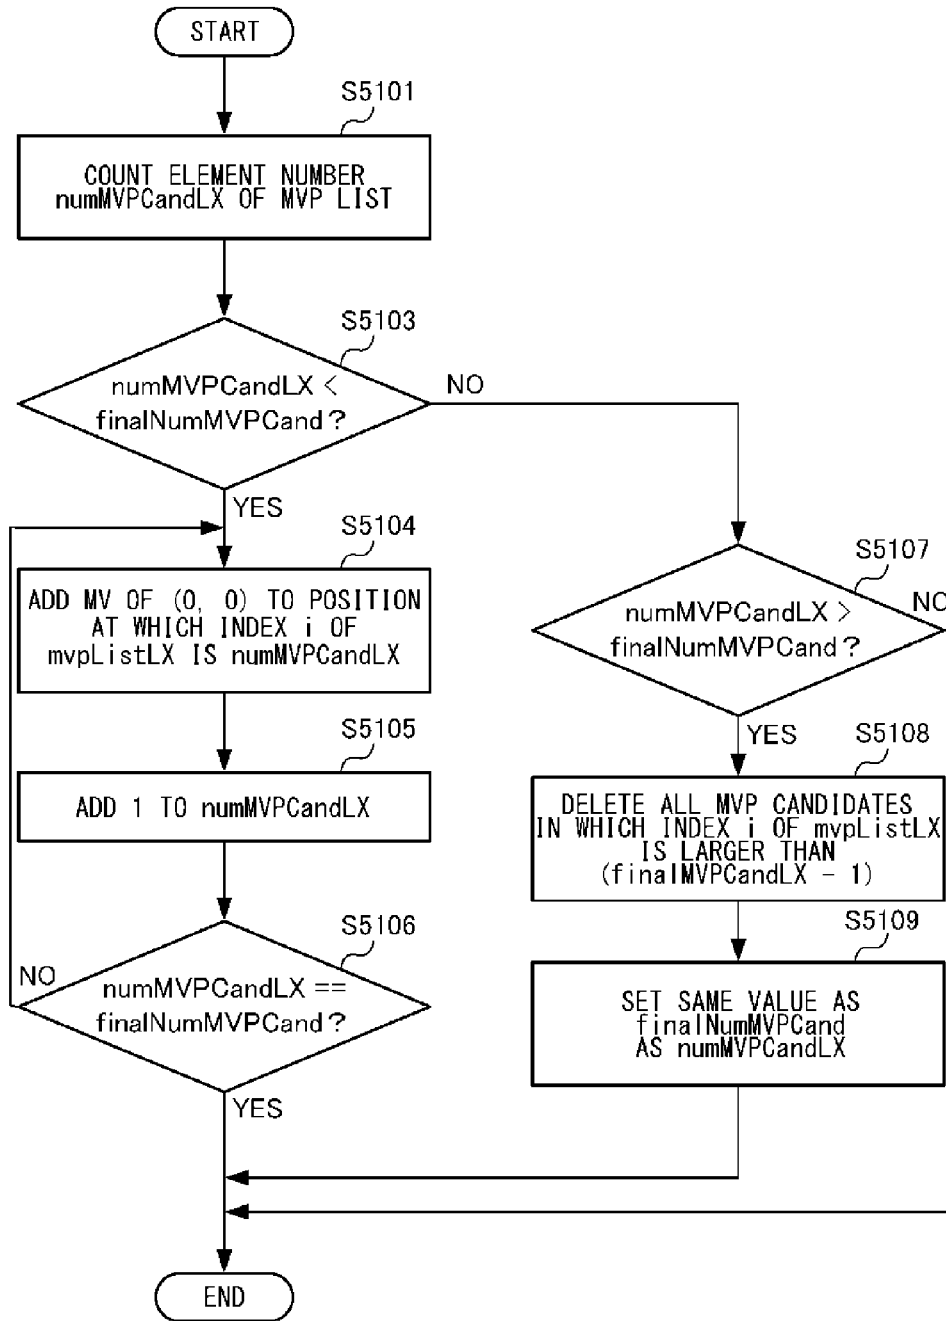 START
S5101
COUNT ELEMENT NUMBER
numMVPCandLX OF MVP LIST
S5103
numMVPCandLX <
finalNumMVPCand?
NO
YES
S5104
ADD MV OF (0, 0) TO POSITION
AT WHICH INDEX i OF
mvpListLX IS numMVPCandLX
S5105
ADD 1 TO numMVPCandLX
S5106
numMVPCandLX ==
finalNumMVPCand?
NO
YES
S5107
numMVPCandLX >
finalNumMVPCand?
NO
YES
S5108
DELETE ALL MVP CANDIDATES
IN WHICH INDEX i OF mvpListLX
IS LARGER THAN
(finalMVPCandLX - 1)
S5109
SET SAME VALUE AS
finalNumMVPCand
AS numMVPCandLX
END